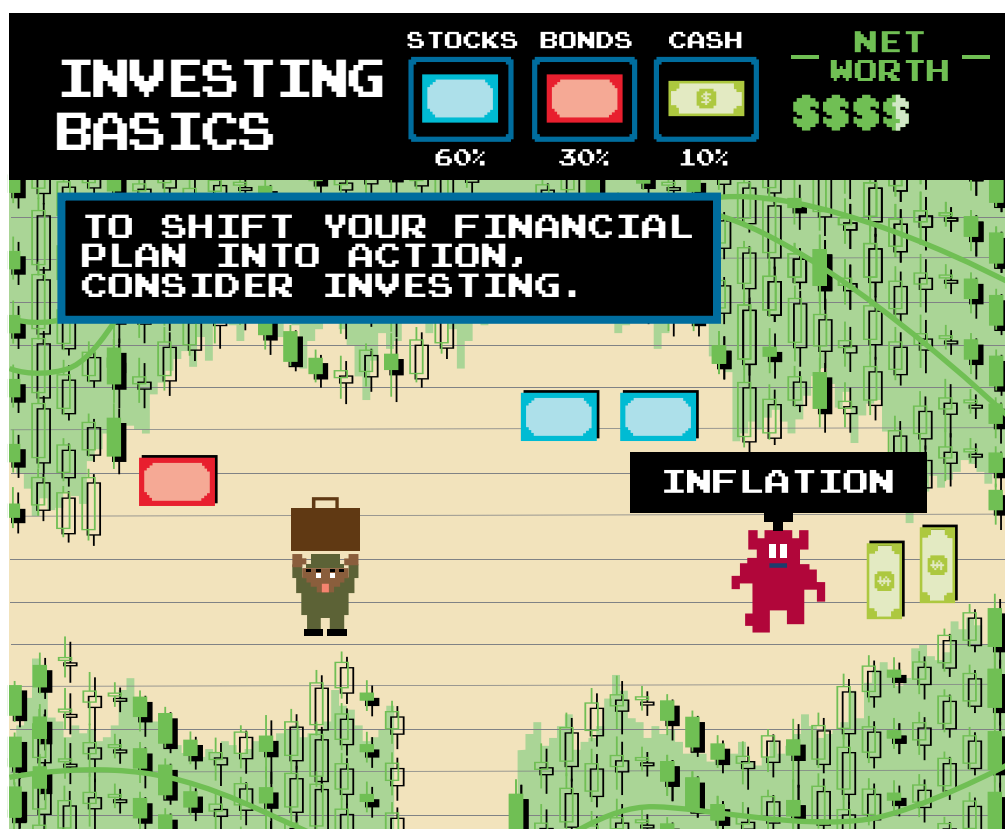 INVESTING
BASICS
STOCKS BONDS CASH
60% 30% 10%
NET
WORTH
$$$$$
TO SHIFT YOUR FINANCIAL
PLAN INTO ACTION,
CONSIDER INVESTING.
INFLATION